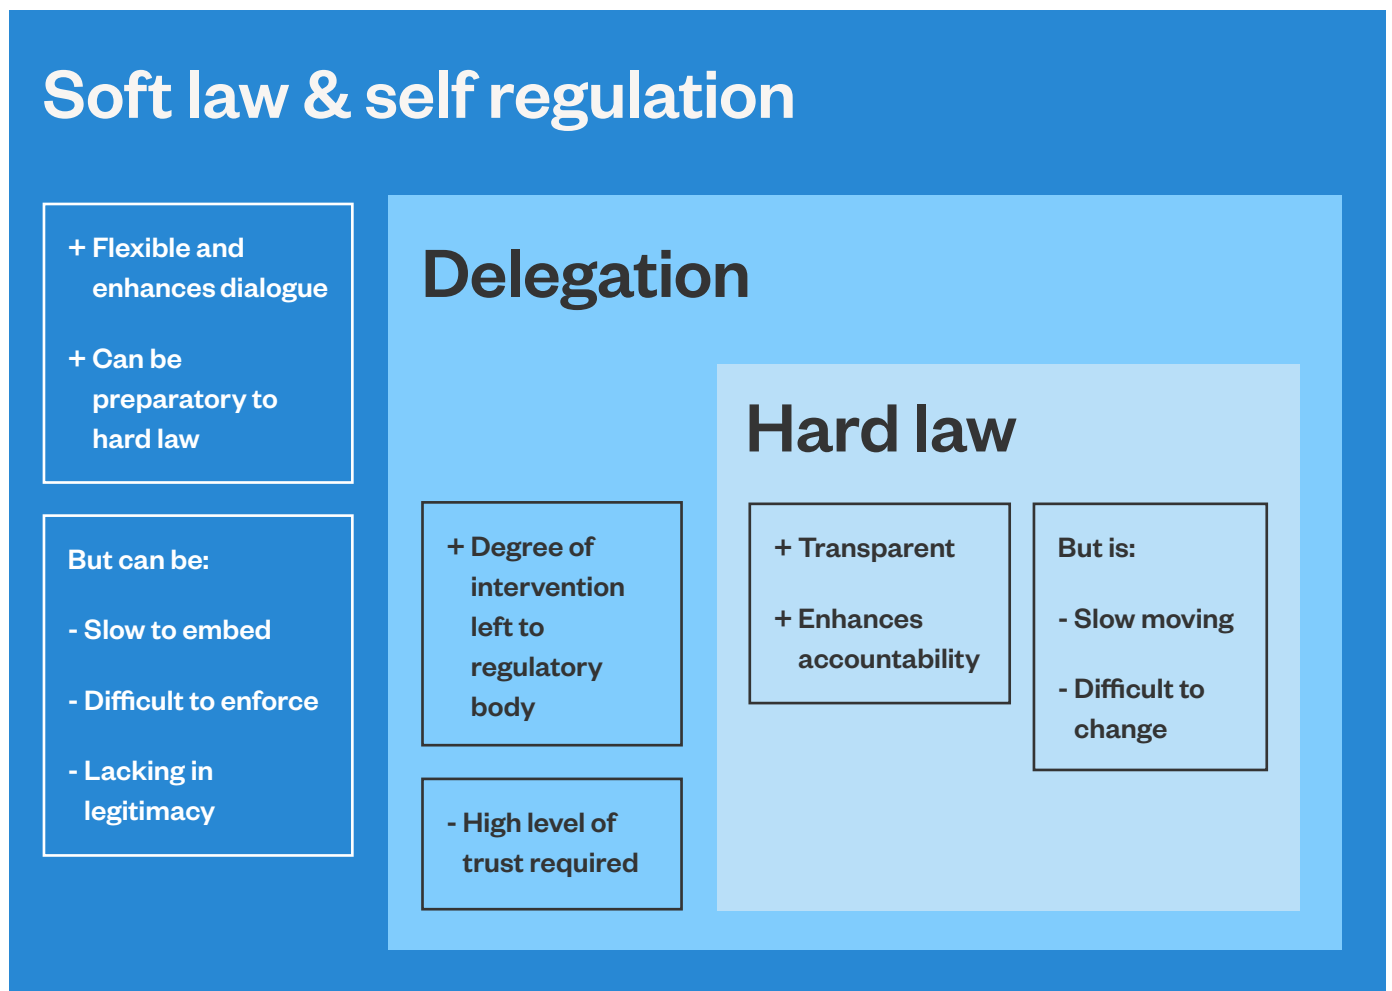 Soft law & self regulation
+ Flexible and
enhances dialogue
+ Can be
preparatory to
hard law
But can be:
- Slow to embed
- Difficult to enforce
- Lacking in
legitimacy
Delegation
+ Degree of
intervention
left to
regulatory
body
- High level of
trust required
Hard law
+ Transparent
+ Enhances
accountability
But is:
- Slow moving
- Difficult to
change